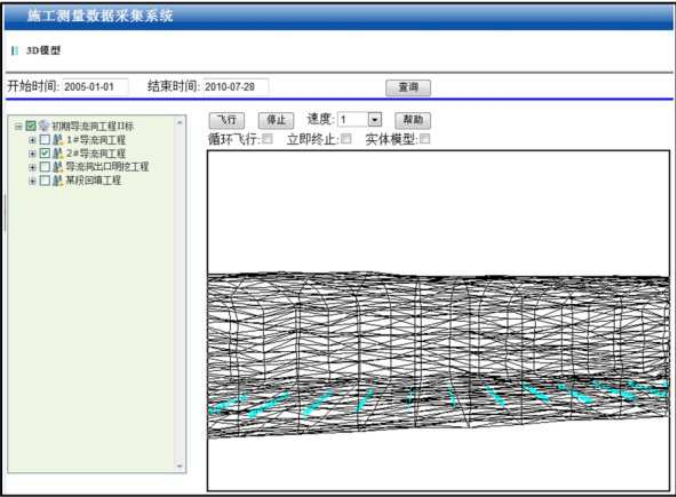 施工测量数据采集系统
3D模型
开始时间: 2005-01-01 结束时间: 2010-07-28 查询
飞行 停止 速度: 1 帮助
循环飞行: 立即终止: 实体模型:
初期导流洞工程II标
1#导流洞工程
2#导流洞工程
导流洞出口明挖工程
某段回填工程